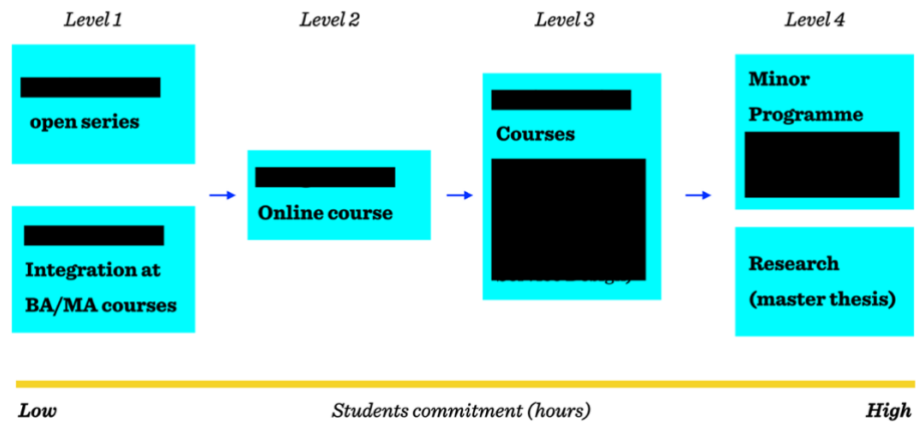 Level 1
Level 2
Level 3
Level 4
open series
Integration at
BA/MA courses
Online course
Courses
Minor
Programme
Research
(master thesis)
Low
Students commitment (hours)
High